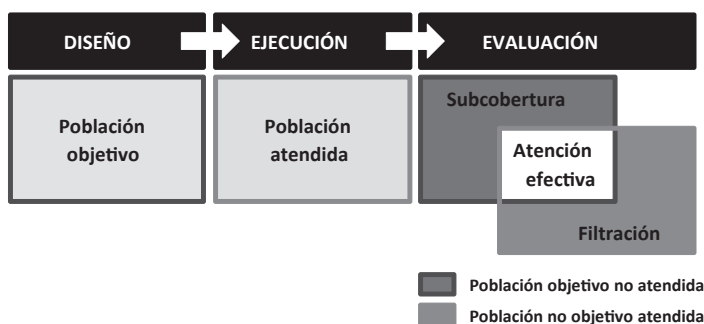 DISEÑO
EJECUCIÓN
EVALUACIÓN
Población
objetivo
Población
atendida
Subcobertura
Atención
efectiva
Filtración
Población objetivo no atendida
Población no objetivo atendida